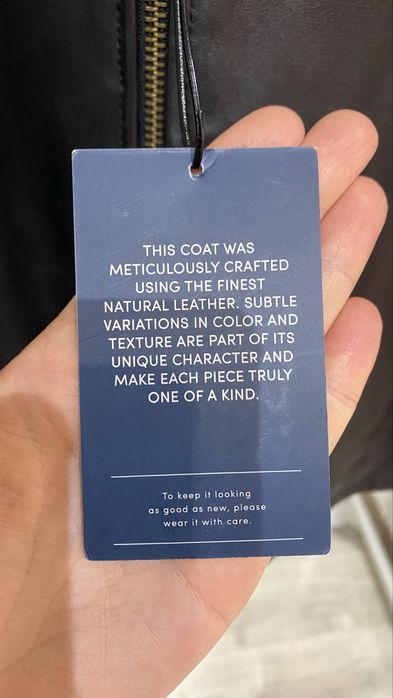 THIS COAT WAS
METICULOUSLY CRAFTED
USING THE FINEST
NATURAL LEATHER. SUBTLE
VARIATIONS IN COLOR AND
TEXTURE ARE PART OF ITS
UNIQUE CHARACTER AND
MAKE EACH PIECE TRULY
ONE OF A KIND.
To keep it looking
as good as new, please
wear it with care.